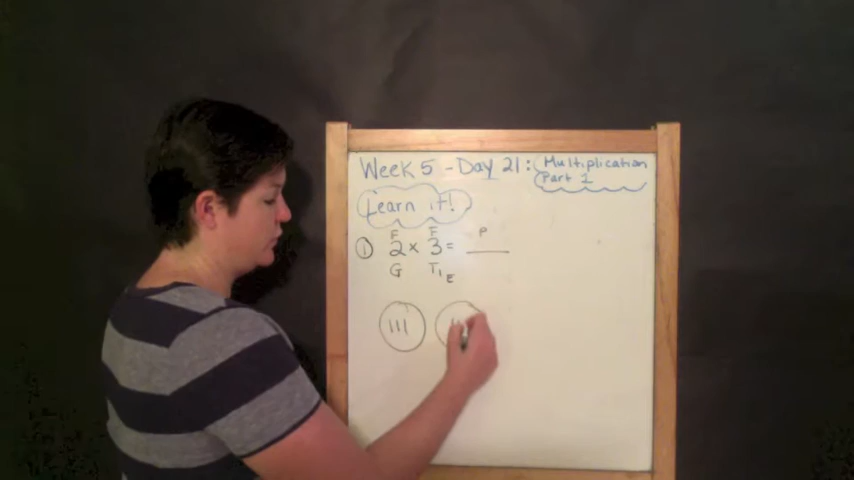 Week 5 - Day 21: Multiplication
Part 1
Learn it!
F F P
① 2 × 3 = ____
G T I E